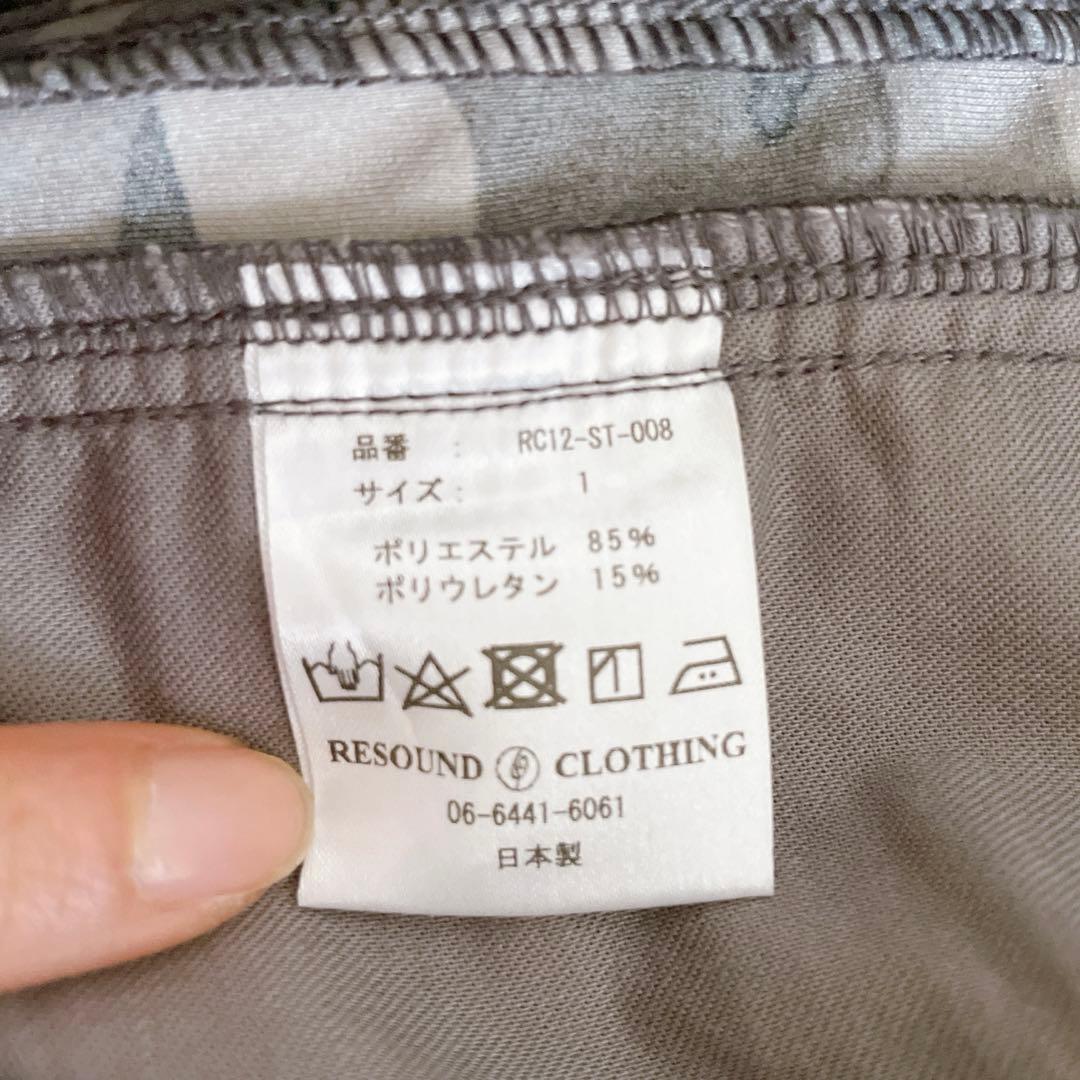 品番 : RC12-ST-008
サイズ : 1
ポリエステル 85%
ポリウレタン 15%
RESOUND CLOTHING
06-6441-6061
日本製